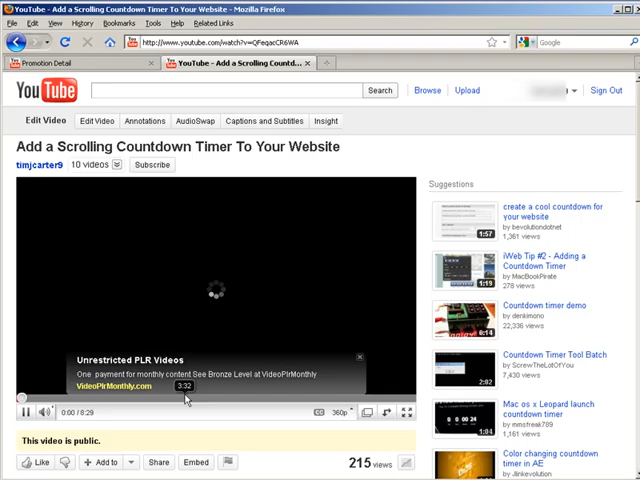 YouTube - Add a Scrolling Countdown Timer To Your Website - Mozilla Firefox
File Edit View History Bookmarks Tools Help Related Links
http://www.youtube.com/watch?v=QFeqacCR6WA
Google
Promotion Detail
YouTube - Add a Scrolling Countd...
YouTube
Search
Browse
Upload
Sign Out
Edit Video
Edit Video
Annotations
AudioSwap
Captions and Subtitles
Insight
Add a Scrolling Countdown Timer To Your Website
timjcarter9
10 videos
Subscribe
Unrestricted PLR Videos
One payment for monthly content See Bronze Level at VideoPlrMonthly
VideoPlrMonthly.com
3:32
0:00 / 8:29
CC
360p
This video is public.
Like
Add to
Share
Embed
215 views
Suggestions
create a cool countdown for
your website
by bevolutiondotnet
1,361 views
1:57
iWeb Tip #2 - Adding a
Countdown Timer
by MacBookPirate
278 views
1:19
Countdown timer demo
by denkimono
22,336 views
3:14
Countdown Timer Tool Batch
by ScrewTheLotOfYou
7,430 views
2:02
Mac os x Leopard launch
countdown timer
by mmsfreak789
1,161 views
1:04
Color changing countdown
timer in AE
by Jlinkevolution